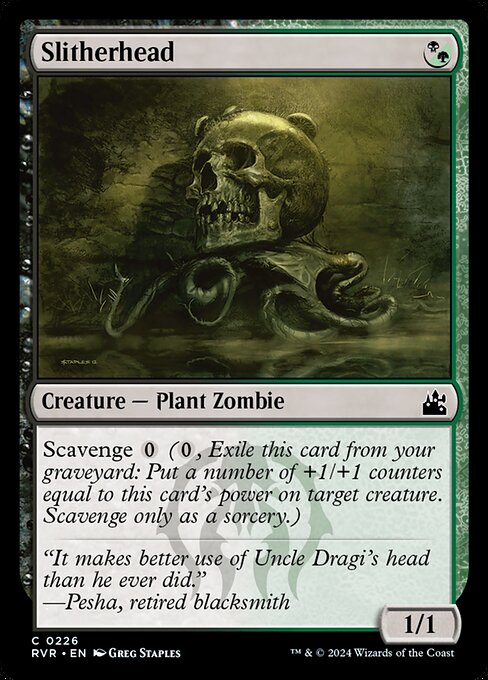 Slitherhead
STAPLES 12
Creature — Plant Zombie
Scavenge 0 (0, Exile this card from your
graveyard: Put a number of +1/+1 counters
equal to this card's power on target creature.
Scavenge only as a sorcery.)
"It makes better use of Uncle Dragi's head
than he ever did."
—Pesha, retired blacksmith
1/1
C 0226
RVR • EN Greg Staples
™ & © 2024 Wizards of the Coast